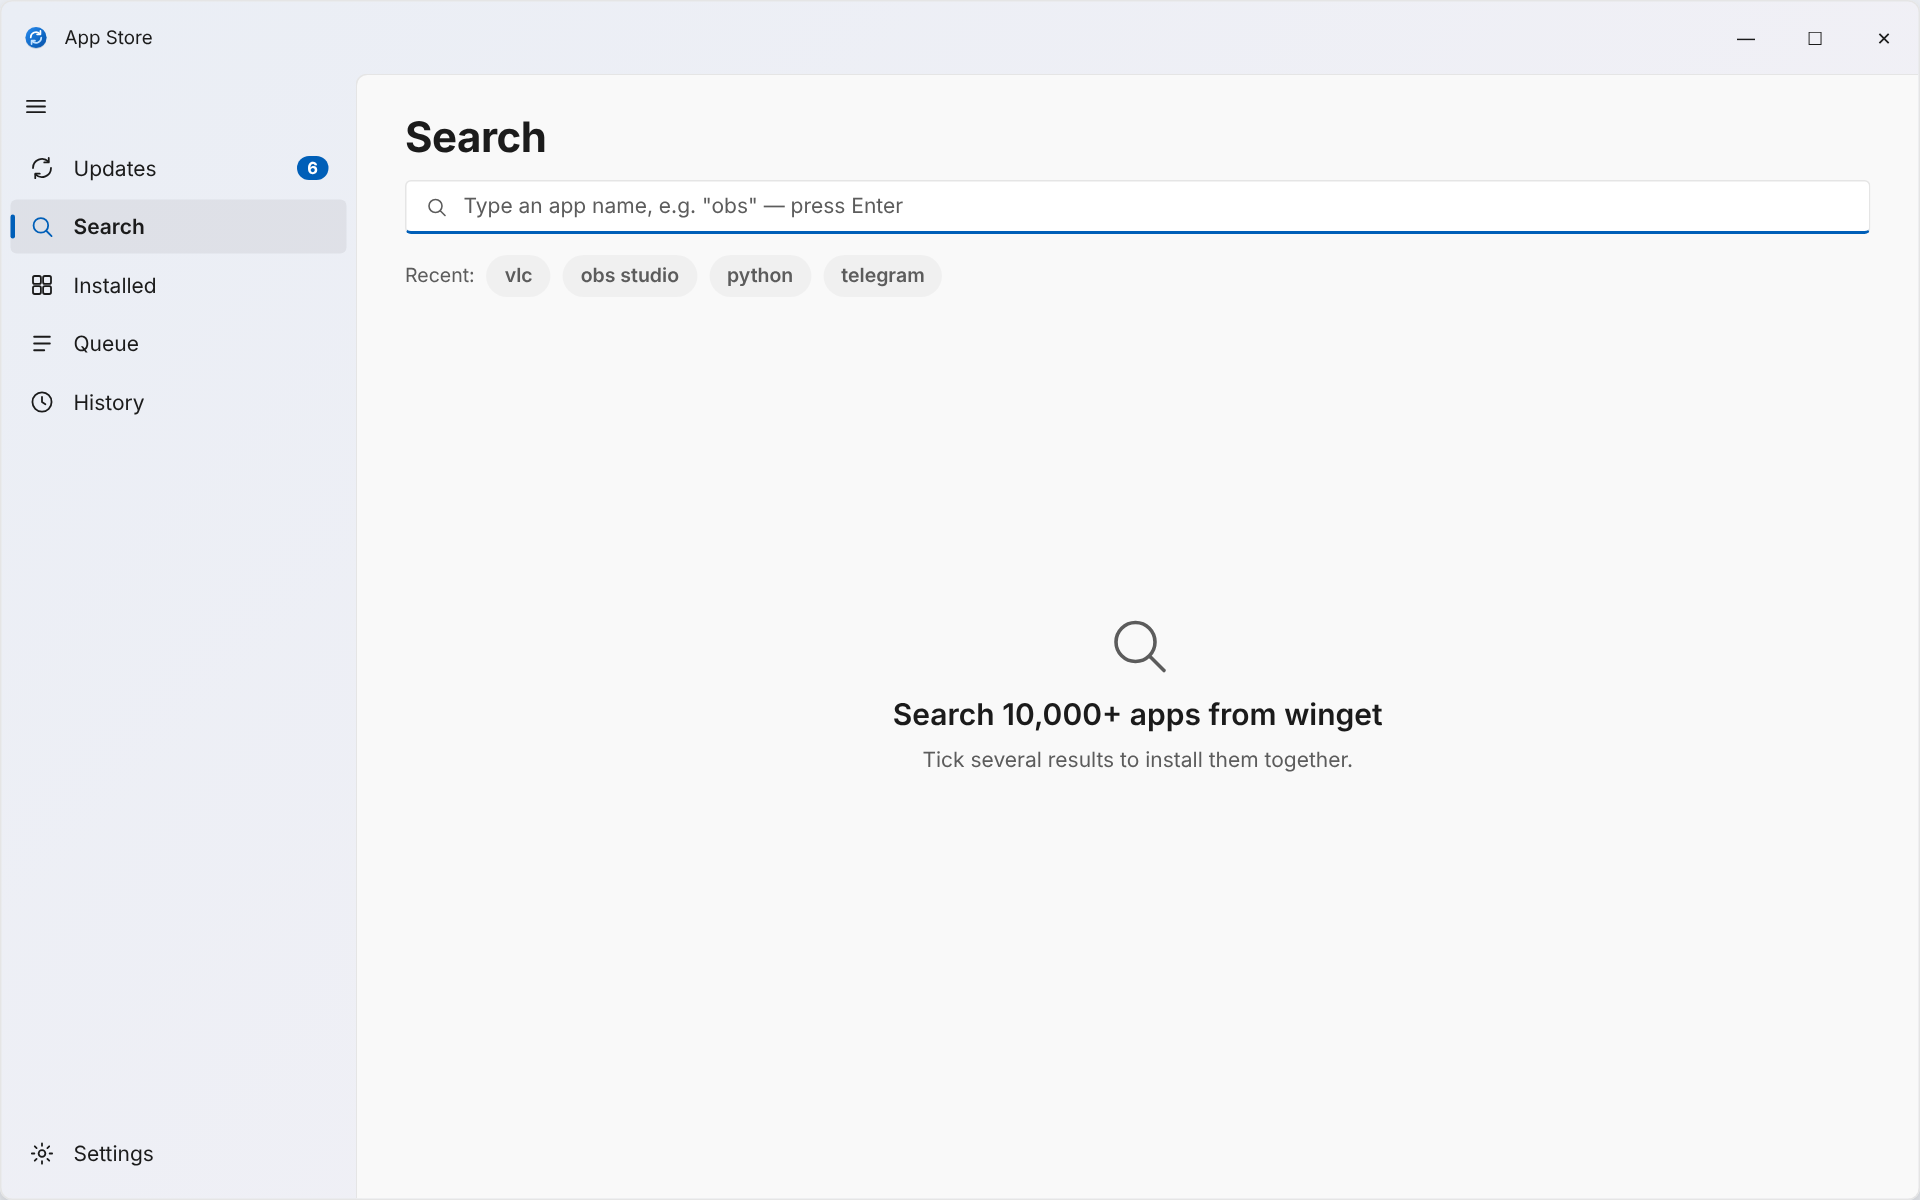 App Store
Updates
6
Search
Installed
Queue
History
Settings
Search
Type an app name, e.g. "obs" — press Enter
Recent: vlc obs studio python telegram
Search 10,000+ apps from winget
Tick several results to install them together.